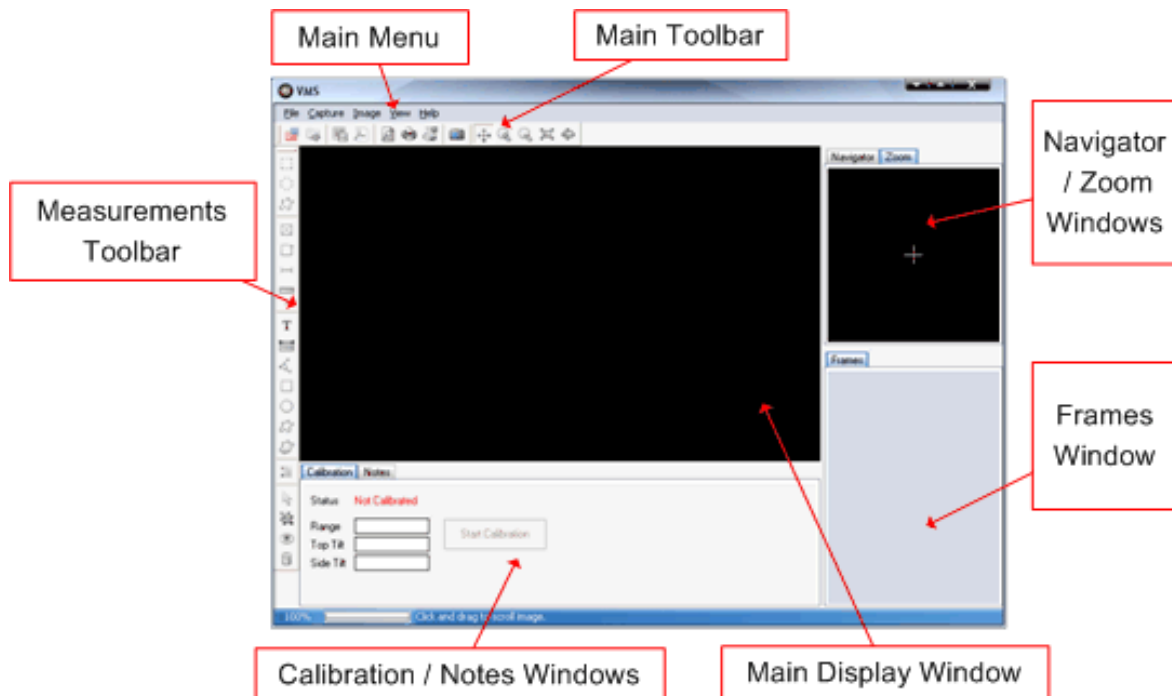 Main Menu
Main Toolbar
VMS
File Capture Image View Help
Navigator
/ Zoom
Windows
Navigator Zoom
Measurements
Toolbar
T
Frames
Frames
Window
Calibration Notes
Status Not Calibrated
Range
Start Calibration
Top Tilt
Side Tilt
100% Click and drag to scroll image.
Calibration / Notes Windows
Main Display Window